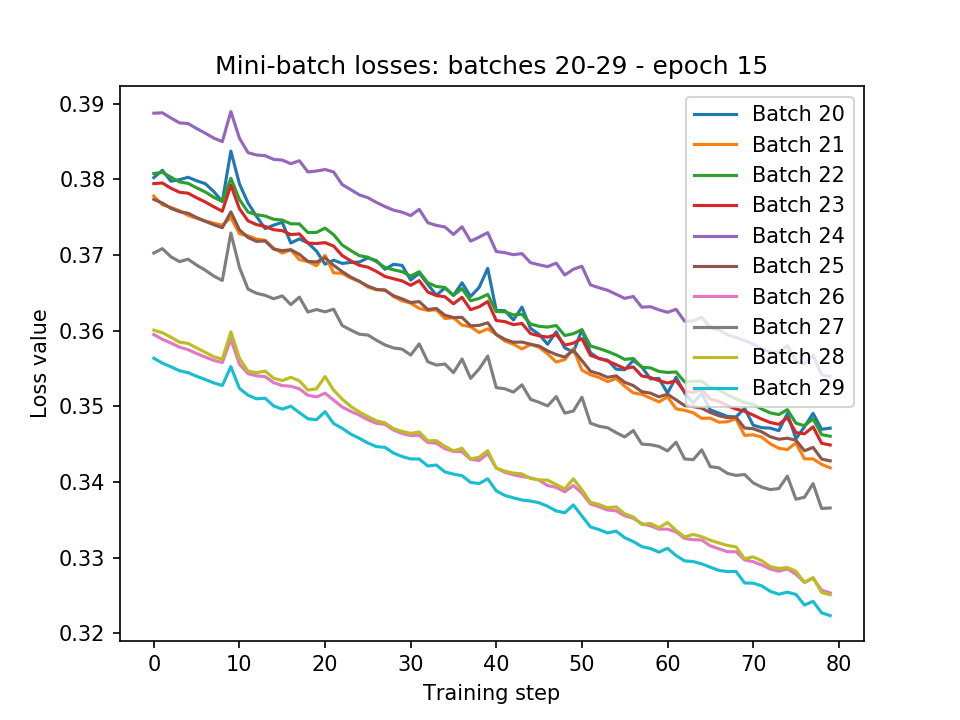 Mini-batch losses: batches 20-29 - epoch 15
Loss value
0.39
0.38
0.37
0.36
0.35
0.34
0.33
0.32
Batch 20
Batch 21
Batch 22
Batch 23
Batch 24
Batch 25
Batch 26
Batch 27
Batch 28
Batch 29
0 10 20 30 40 50 60 70 80
Training step